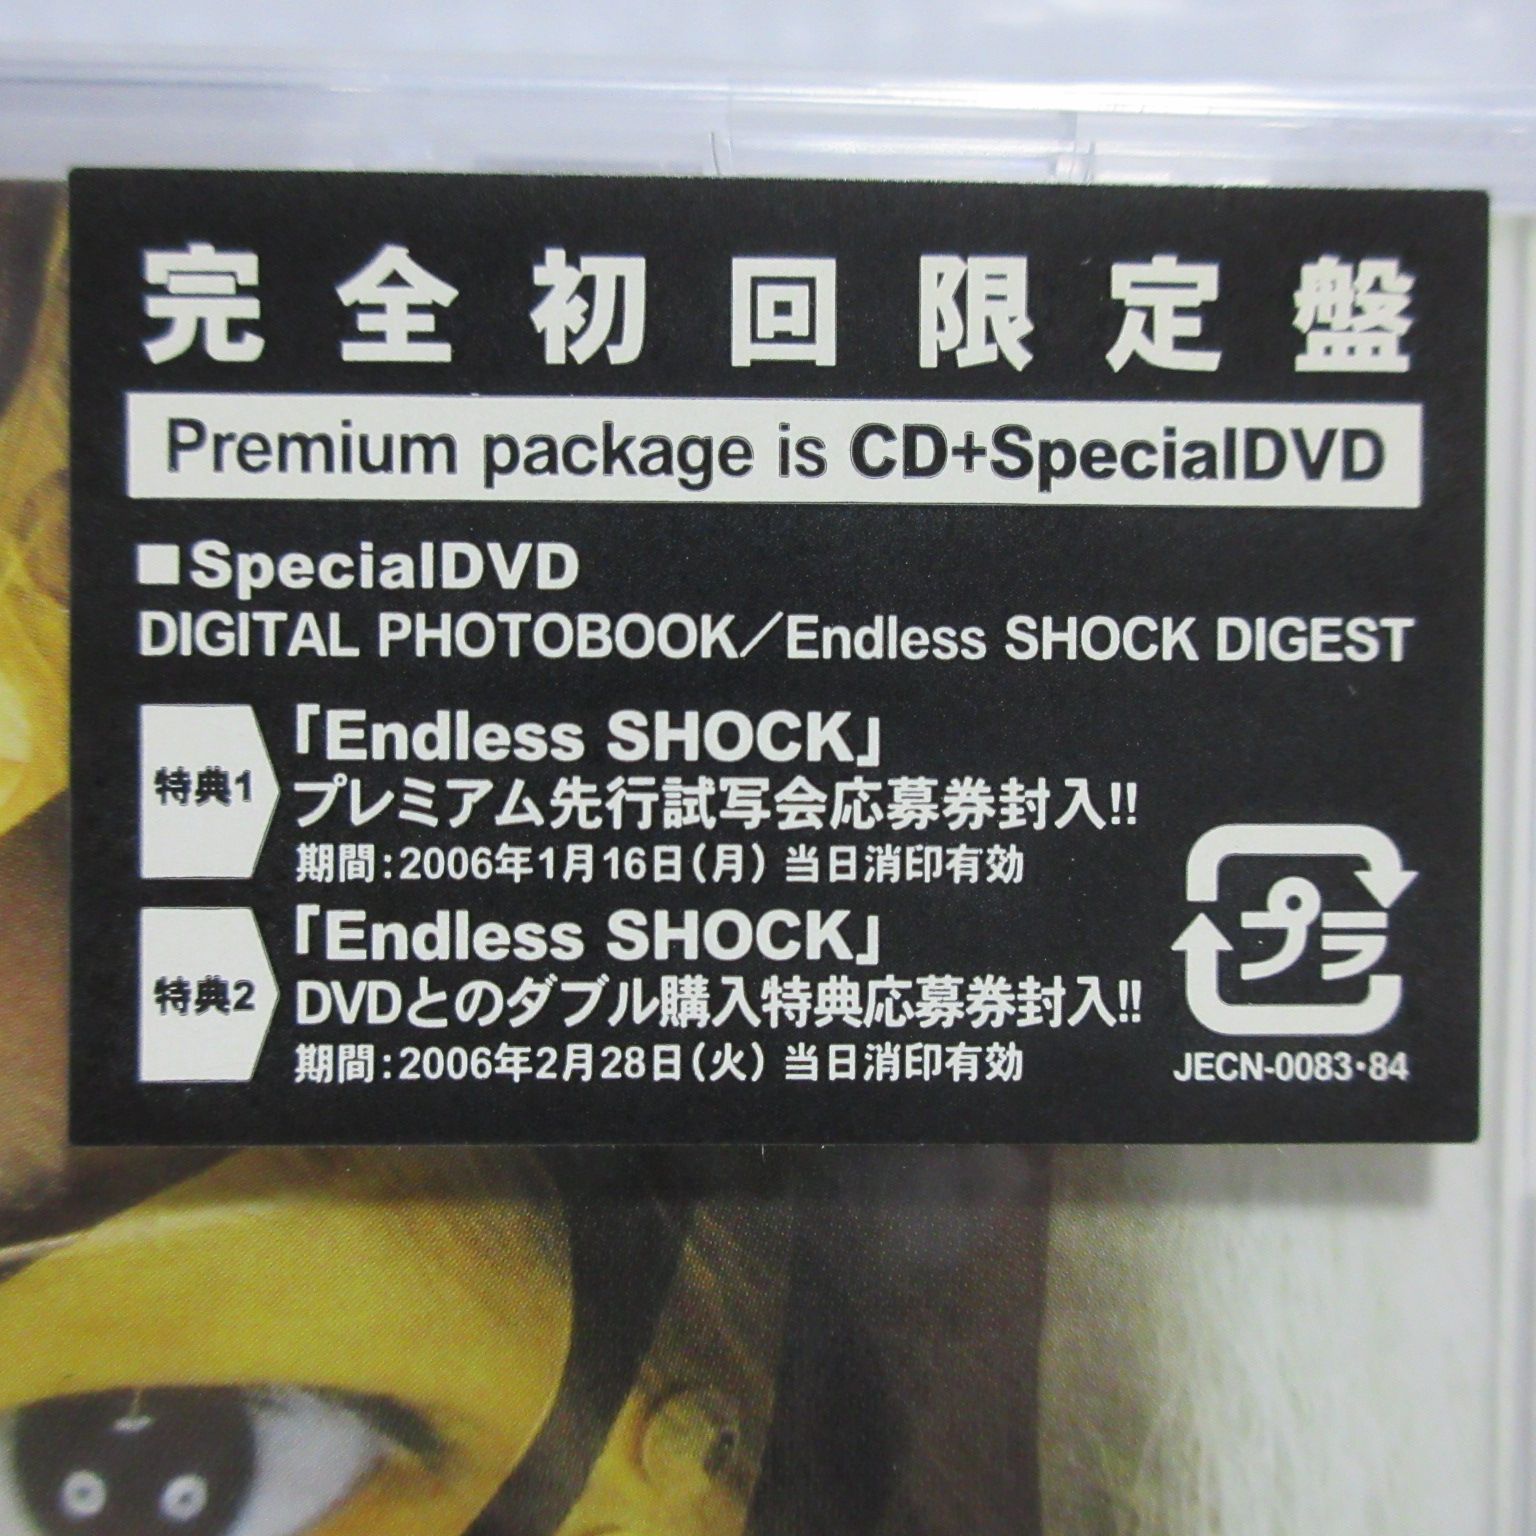 完全初回限定盤
Premium package is CD+SpecialDVD
■SpecialDVD
DIGITAL PHOTOBOOK／Endless SHOCK DIGEST
特典1
「Endless SHOCK」
プレミアム先行試写会応募券封入!!
期間：2006年1月16日（月） 当日消印有効
特典2
「Endless SHOCK」
DVDとのダブル購入特典応募券封入!!
期間：2006年2月28日（火） 当日消印有効
プラ
JECN-0083・84